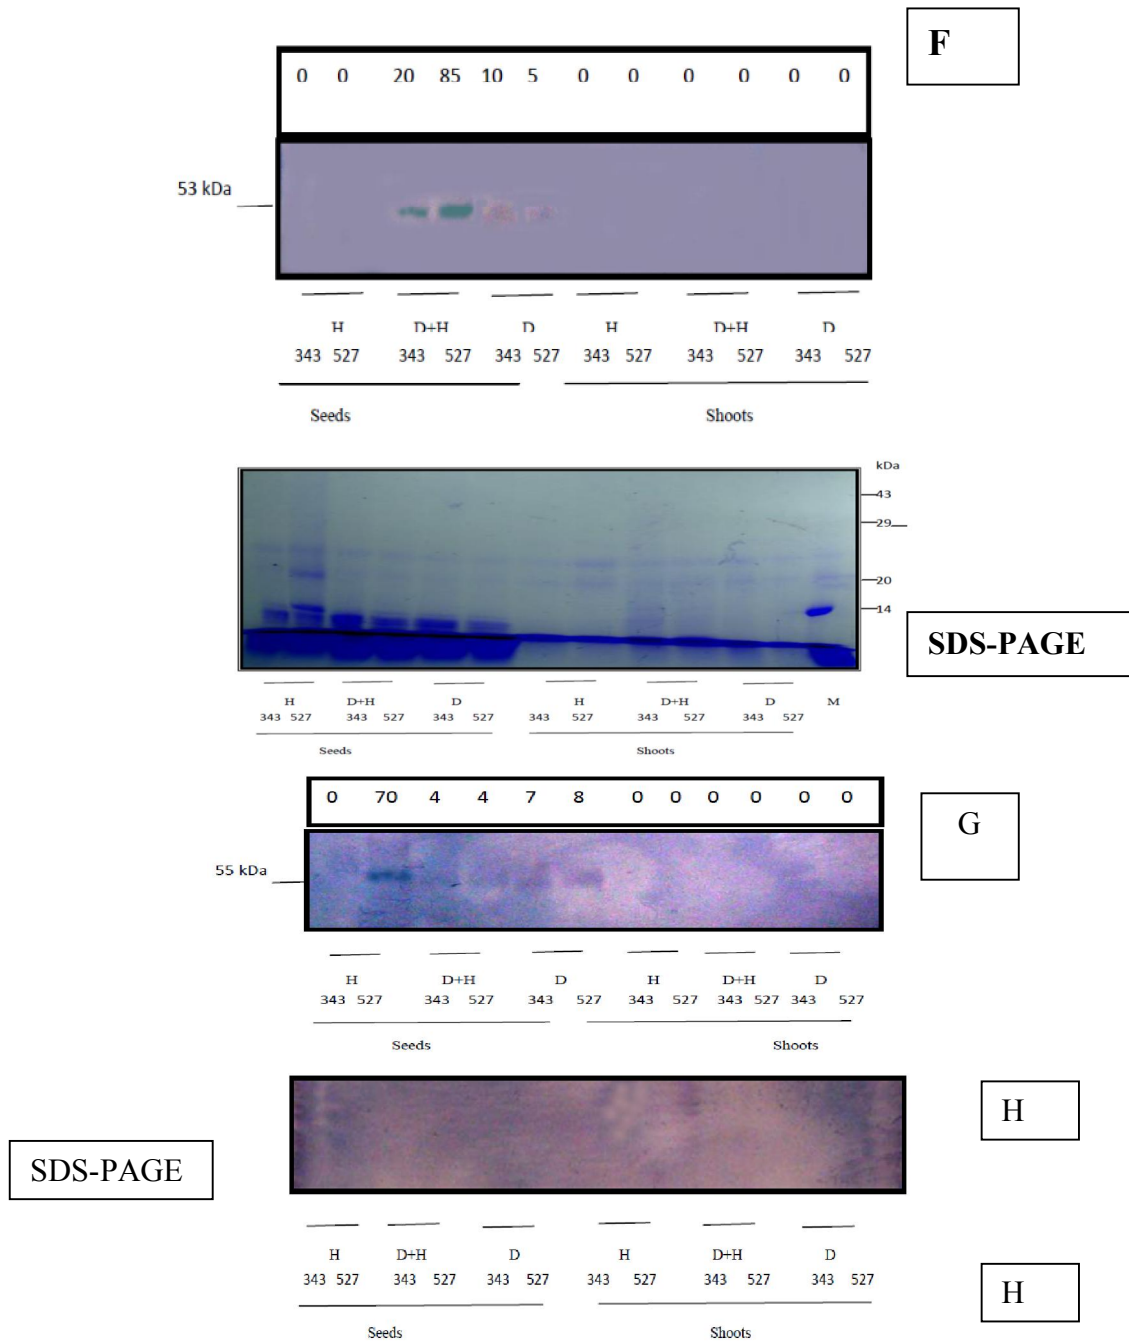 F
0 0 20 85 10 5 0 0 0 0 0 0
53 kDa
H D+H D H D+H D
343 527 343 527 343 527 343 527 343 527 343 527
Seeds Shoots
kDa
43
29
20
14
SDS-PAGE
H D+H D H D+H D M
343 527 343 527 343 527 343 527 343 527 343 527
Seeds Shoots
0 70 4 4 7 8 0 0 0 0 0 0
G
55 kDa
H D+H D H D+H D
343 527 343 527 343 527 343 527 343 527 343 527
Seeds Shoots
H
SDS-PAGE
H D+H D H D+H D
343 527 343 527 343 527 343 527 343 527 343 527
H
Seeds Shoots